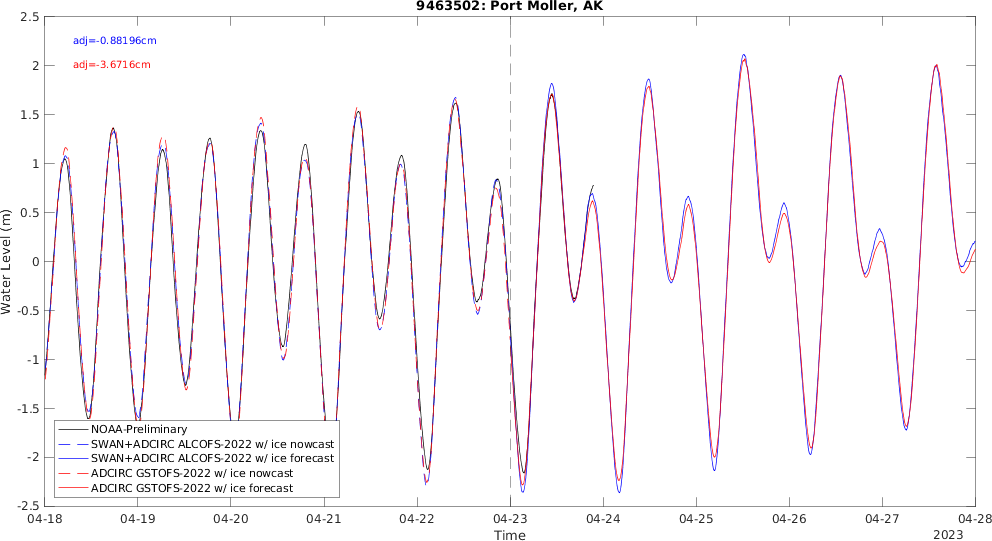 9463502: Port Moller, AK
adj=-0.88196cm
adj=-3.6716cm
2.5
2
1.5
1
0.5
0
-0.5
-1
-1.5
-2
-2.5
Water Level (m)
NOAA-Preliminary
SWAN+ADCIRC ALCOFS-2022 w/ ice nowcast
SWAN+ADCIRC ALCOFS-2022 w/ ice forecast
ADCIRC GSTOFS-2022 w/ ice nowcast
ADCIRC GSTOFS-2022 w/ ice forecast
04-18 04-19 04-20 04-21 04-22 04-23 04-24 04-25 04-26 04-27 04-28
Time
2023